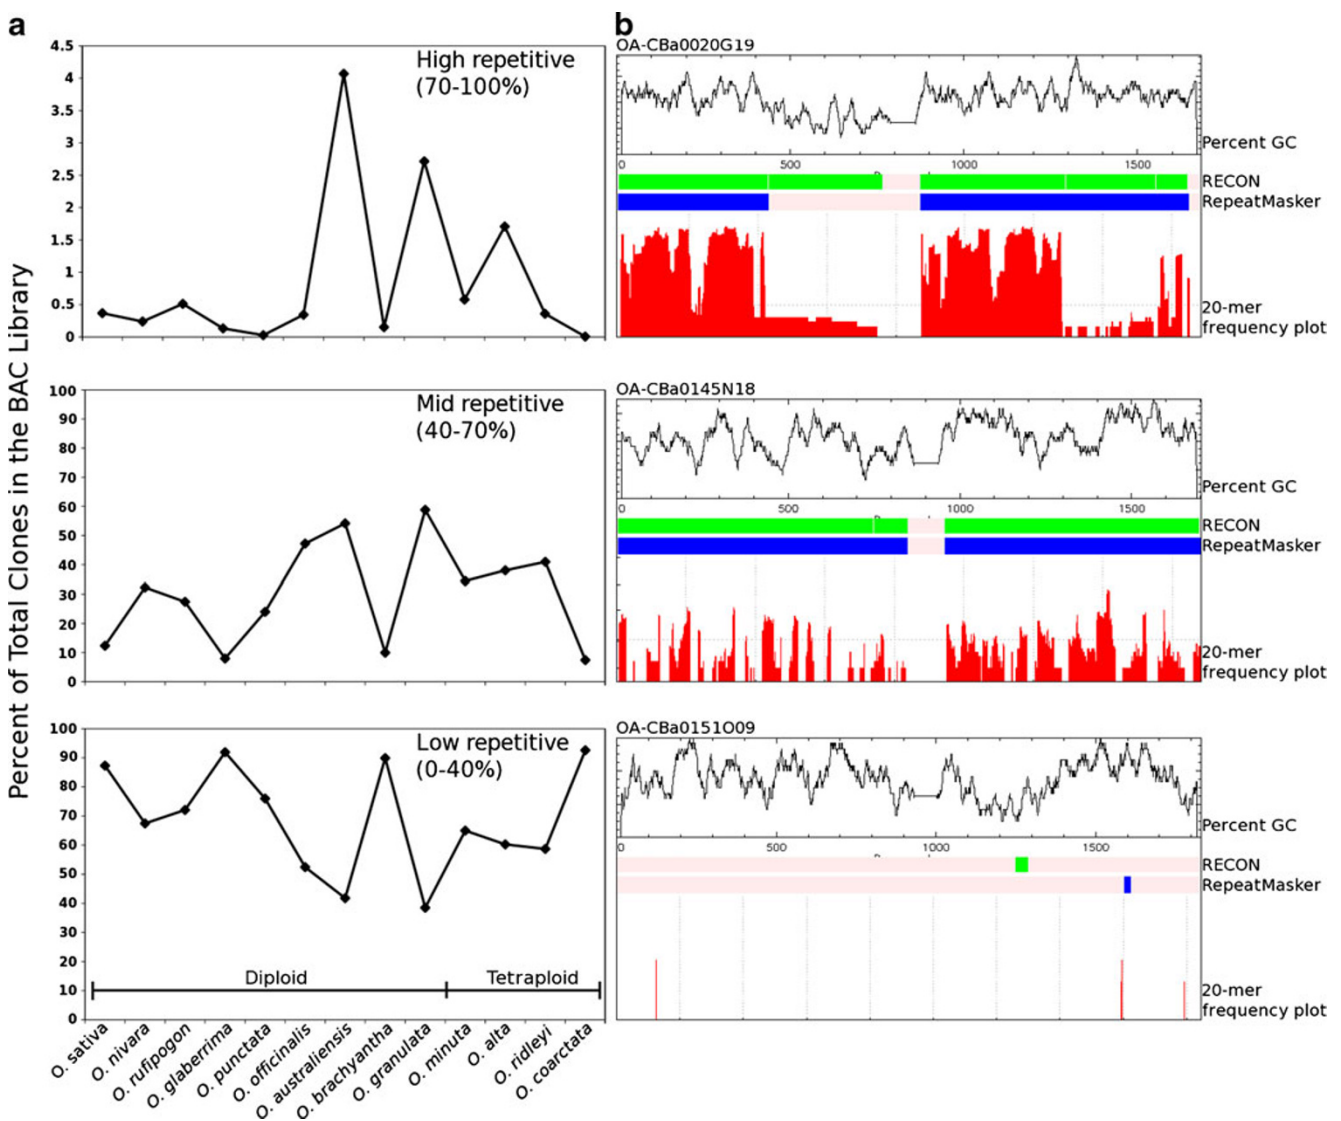 a
Percent of Total Clones in the BAC Library
High repetitive
(70-100%)
4.5
4
3.5
3
2.5
2
1.5
1
0.5
0
Mid repetitive
(40-70%)
100
90
80
70
60
50
40
30
20
10
0
Low repetitive
(0-40%)
100
90
80
70
60
50
40
30
20
10
0
Diploid
Tetraploid
O. sativa
O. nivara
O. rufipogon
O. glaberrima
O. punctata
O. officinalis
O. australiensis
O. brachyantha
O. granulata
O. minuta
O. alta
O. ridleyi
O. coarctata
b
OA-CBa0020G19
Percent GC
0 500 1000 1500
RECON
RepeatMasker
20-mer
frequency plot
OA-CBa0145N18
Percent GC
0 500 1000 1500
RECON
RepeatMasker
20-mer
frequency plot
OA-CBa0151O09
Percent GC
0 500 1000 1500
RECON
RepeatMasker
20-mer
frequency plot